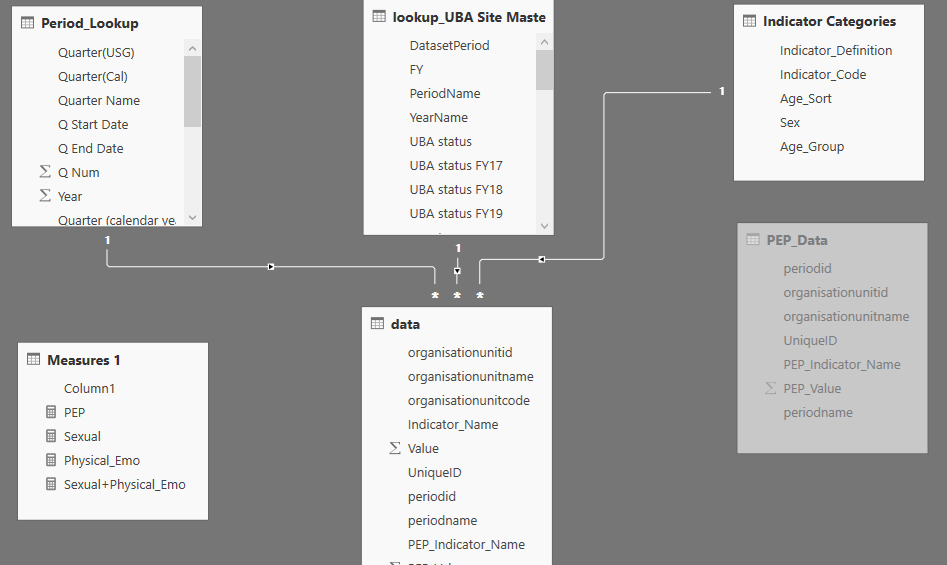 Period_Lookup
Quarter(USG)
Quarter(Cal)
Quarter Name
Q Start Date
Q End Date
Σ Q Num
Σ Year
Quarter (calendar yea
1
lookup_UBA Site Maste
DatasetPeriod
FY
PeriodName
YearName
UBA status
UBA status FY17
UBA status FY18
UBA status FY19
1
Indicator Categories
Indicator_Definition
Indicator_Code
Age_Sort
Sex
Age_Group
1
PEP_Data
periodid
organisationunitid
organisationunitname
UniqueID
PEP_Indicator_Name
Σ PEP_Value
periodname
* * *
Measures 1
Column1
PEP
Sexual
Physical_Emo
Sexual+Physical_Emo
data
organisationunitid
organisationunitname
organisationunitcode
Indicator_Name
Σ Value
UniqueID
periodid
periodname
PEP_Indicator_Name